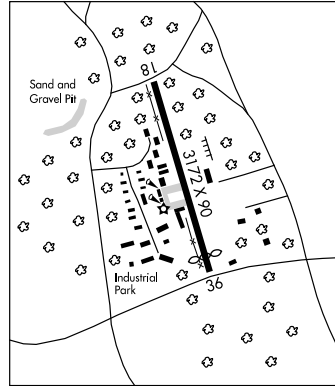 18
Sand and
Gravel Pit
3172 X 90
Industrial
Park
36